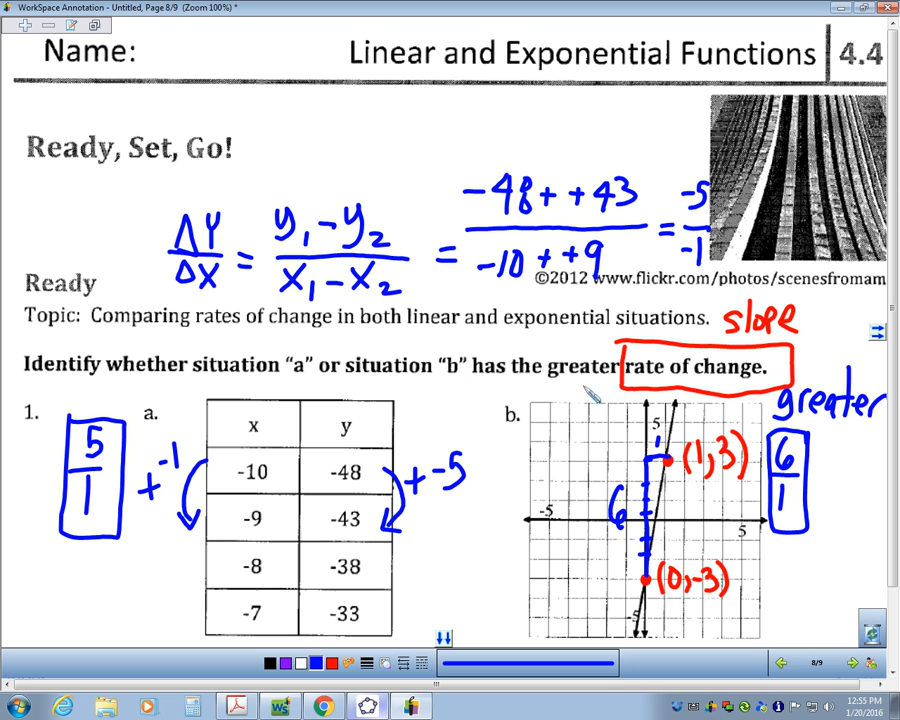 WorkSpace Annotation - Untitled, Page 8/9 (Zoom 100%) *
Name:
Linear and Exponential Functions 4.4
Ready, Set, Go!
ΔY/ΔX = y₁-y₂/x₁-x₂ = -48++43/-10++9 = -5/-1
Ready
©2012 www.flickr.com/photos/scenesfromam
Topic: Comparing rates of change in both linear and exponential situations. slope
Identify whether situation “a” or situation “b” has the greater rate of change.
greater
1. a.
5/1
+-1
x y
-10 -48
-9 -43
-8 -38
-7 -33
+-5
b.
5
1
(1,3)
6/1
6
-5
5
(0,-3)
-5
8/9
12:55 PM
1/20/2016